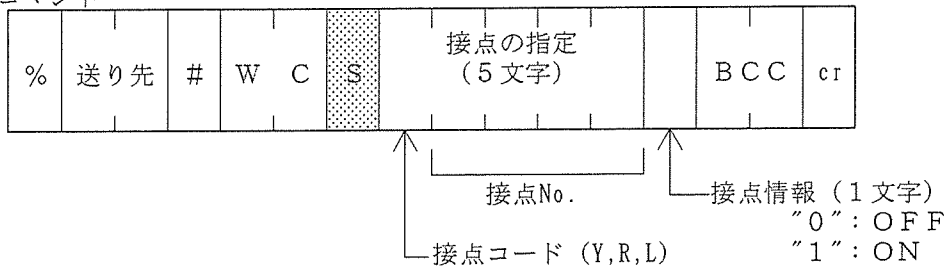 コマンド
% 送り先 # W C S 接点の指定 (5文字) BCC cr
接点No.
接点情報 (1文字)
"0": OFF
"1": ON
接点コード (Y,R,L)